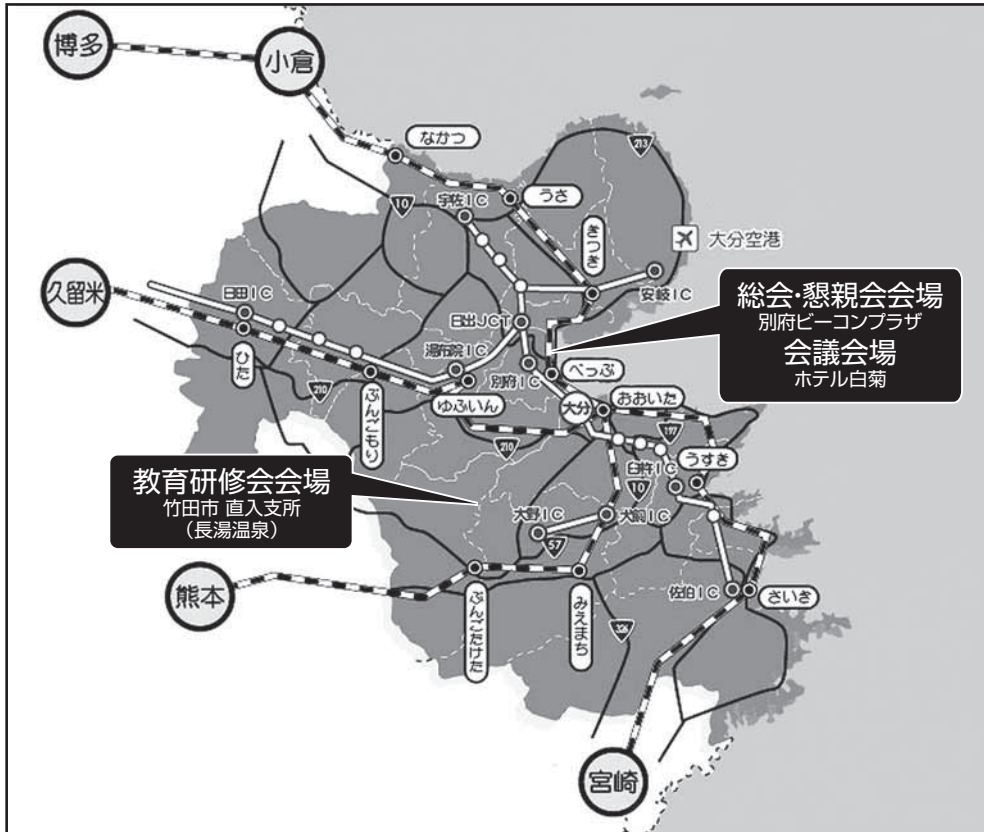 博多
小倉
なかつ
213
宇佐IC
うさ
10
きつき
大分空港
久留米
日田IC
安岐IC
総会・懇親会会場
別府ビーコンプラザ
会議会場
ホテル白菊
日出JCT
湯布院IC
ひた
別府IC
べっぷ
210
ぶんごもり
ゆふいん
大分
おおいた
197
210
臼杵IC
うすき
教育研修会会場
竹田市 直入支所
(長湯温泉)
10
大野IC
犬飼IC
57
熊本
ぶんごたけた
みえまち
佐伯IC
さいき
326
宮崎